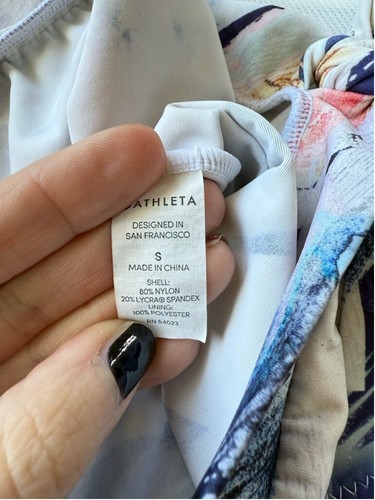 ATHLETA
DESIGNED IN
SAN FRANCISCO
S
MADE IN CHINA
SHELL:
80% NYLON
20% LYCRA® SPANDEX
LINING:
100% POLYESTER
RN 54023